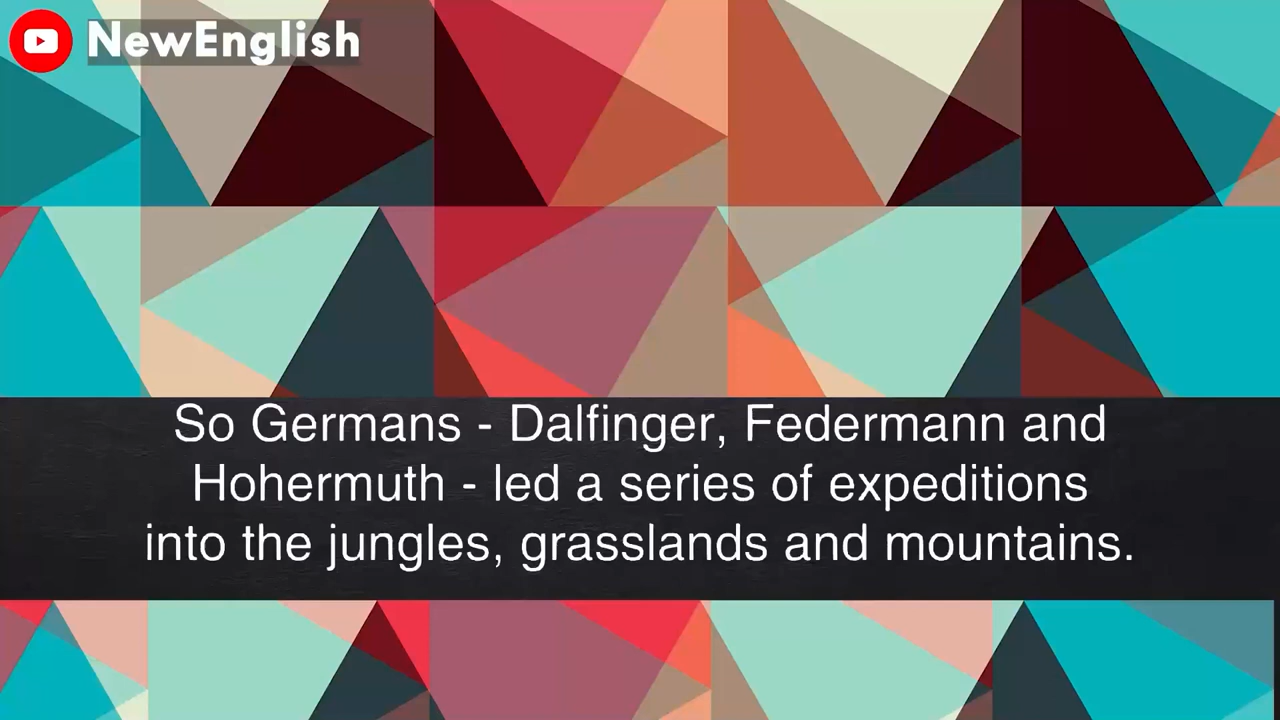 NewEnglish
So Germans - Dalfinger, Federmann and
Hohermuth - led a series of expeditions
into the jungles, grasslands and mountains.